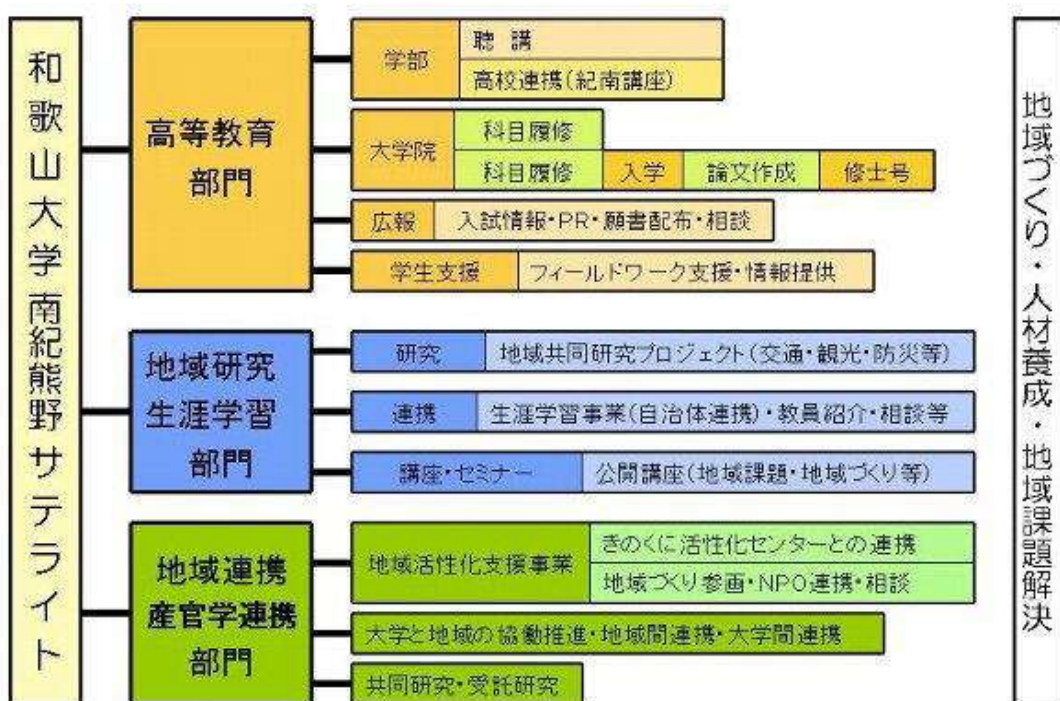 和歌山大学南紀熊野サテライト
高等教育
部門
学部
聴講
高校連携(紀南講座)
大学院
科目履修
科目履修
入学
論文作成
修士号
広報
入試情報・PR・願書配布・相談
学生支援
フィールドワーク支援・情報提供
地域研究
生涯学習
部門
研究
地域共同研究プロジェクト(交通・観光・防災等)
連携
生涯学習事業(自治体連携)・教員紹介・相談等
講座・セミナー
公開講座(地域課題・地域づくり等)
地域連携
産官学連携
部門
地域活性化支援事業
きのくに活性化センターとの連携
地域づくり参画・NPO連携・相談
大学と地域の協働推進・地域間連携・大学間連携
共同研究・受託研究
地域づくり・人材養成・地域課題解決